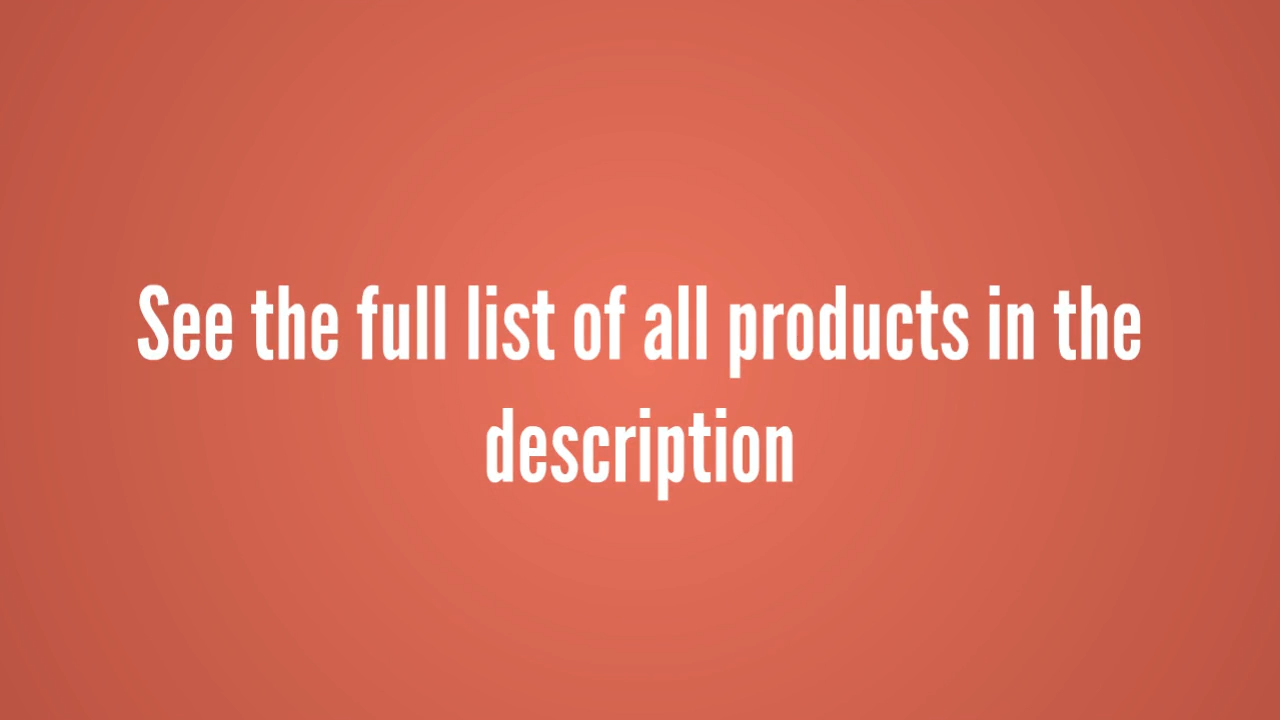 See the full list of all products in the
description